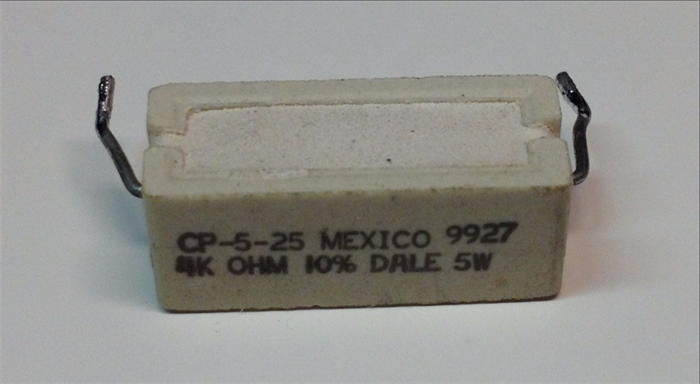 CP-5-25 MEXICO 9927
4K OHM 10% DALE 5W